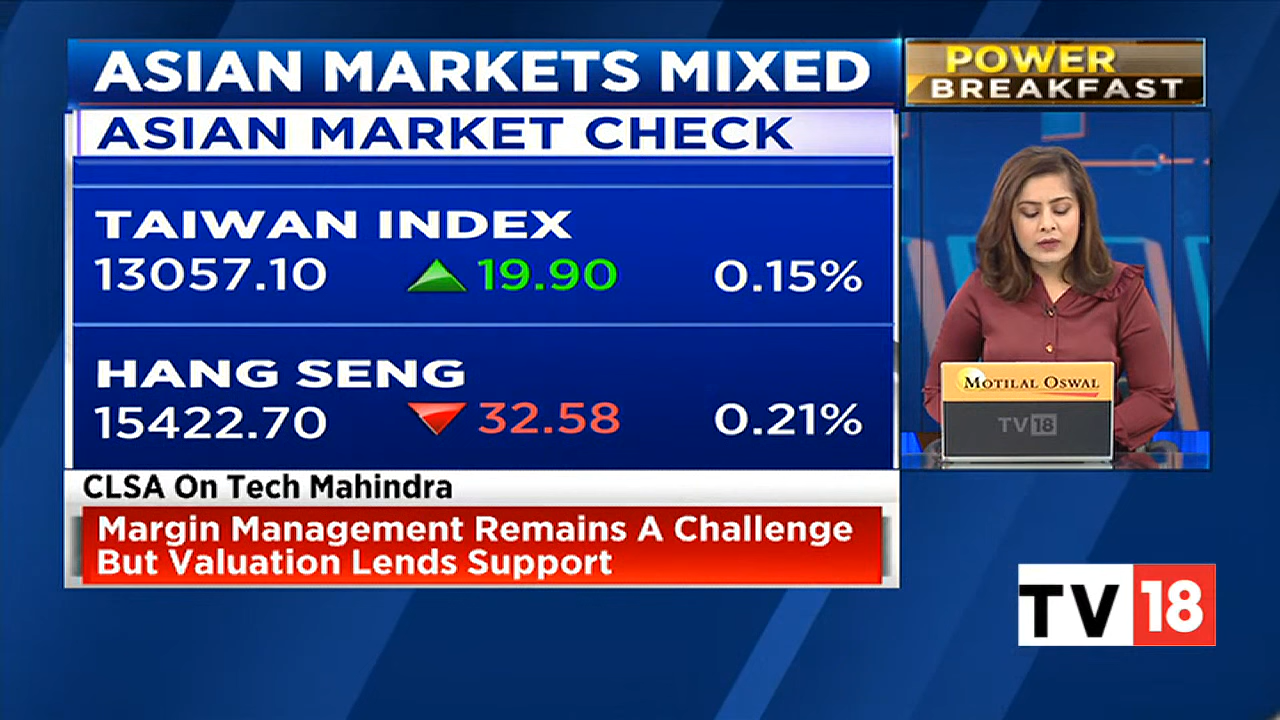 ASIAN MARKETS MIXED
POWER
BREAKFAST
ASIAN MARKET CHECK
TAIWAN INDEX
13057.10 19.90 0.15%
HANG SENG
15422.70 32.58 0.21%
MOTILAL OSWAL
TV18
CLSA On Tech Mahindra
Margin Management Remains A Challenge
But Valuation Lends Support
TV18